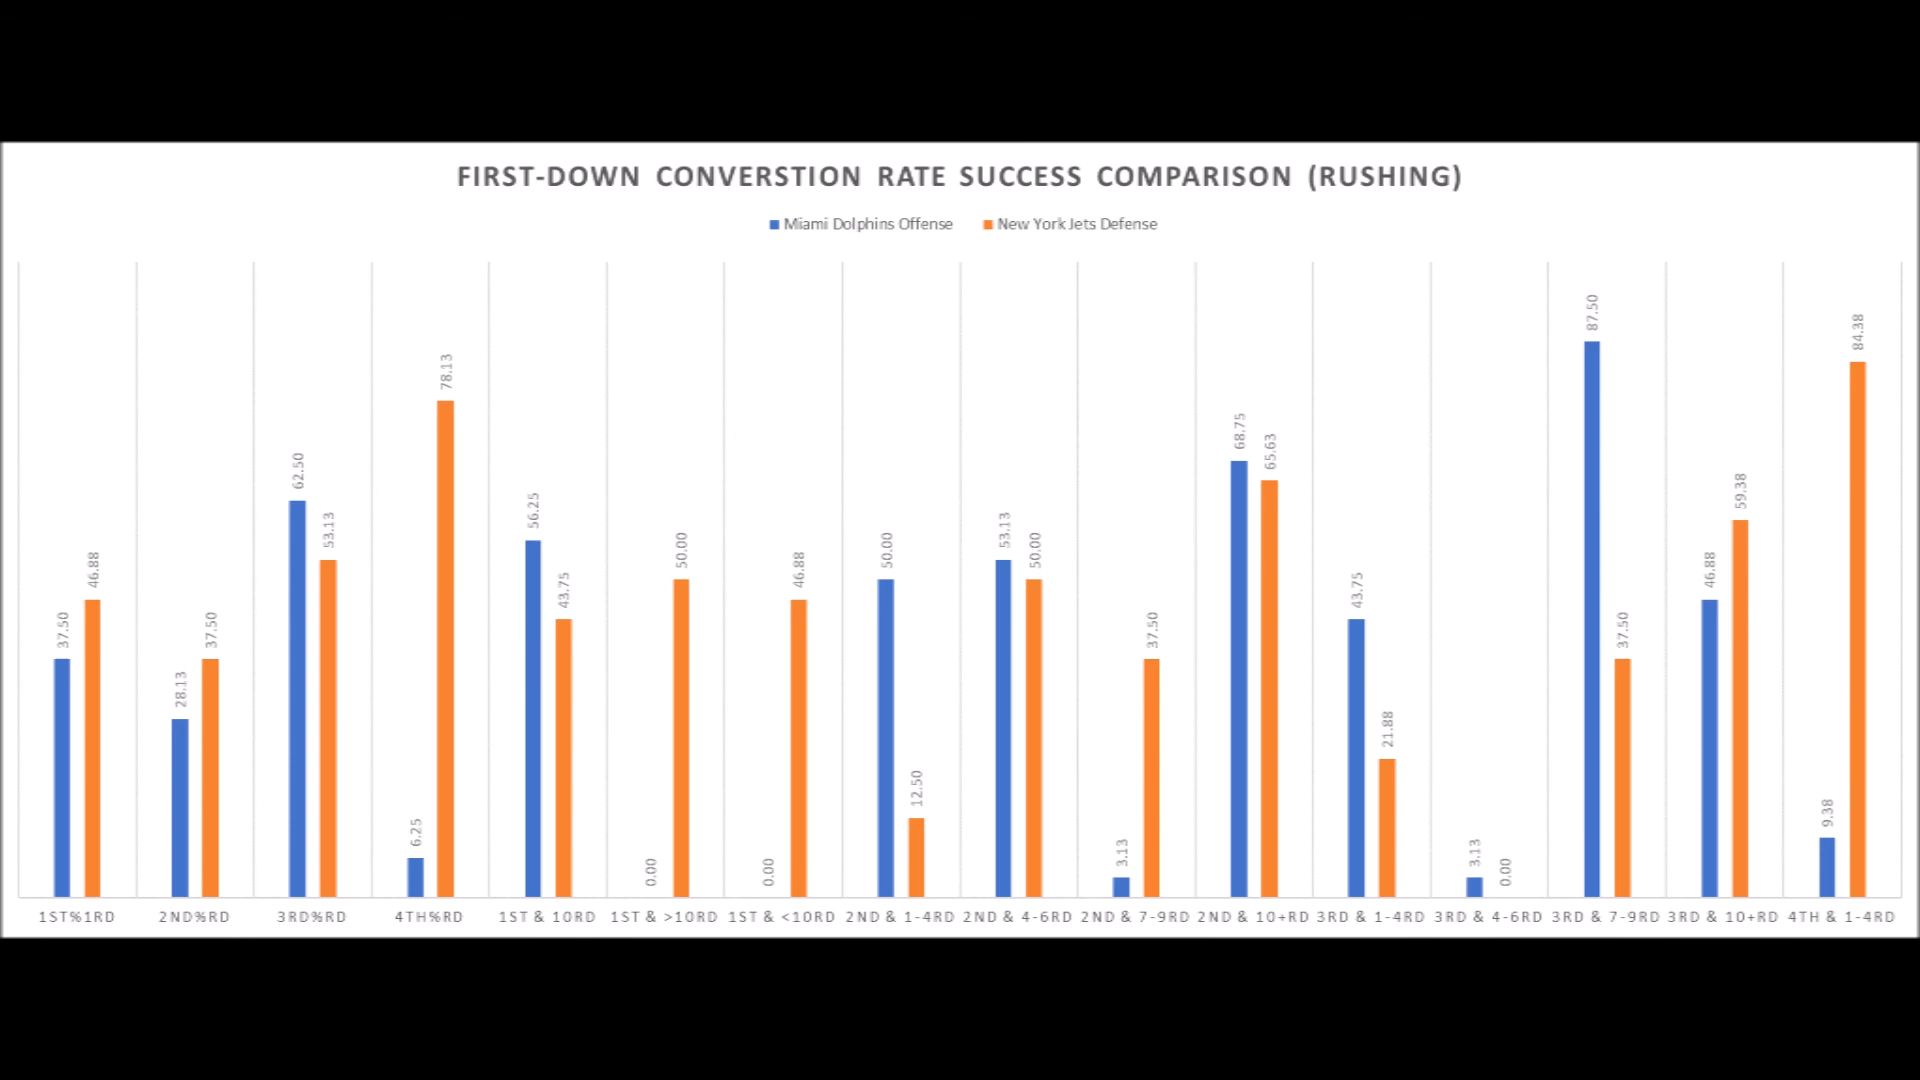 FIRST-DOWN CONVERSTION RATE SUCCESS COMPARISON (RUSHING)
Miami Dolphins Offense New York Jets Defense
37.50 46.88 28.13 37.50 62.50 53.13 6.25 78.13 56.25 43.75 0.00 50.00 0.00 46.88 50.00 12.50 53.13 50.00 3.13 37.50 68.75 65.63 43.75 21.88 3.13 0.00 87.50 37.50 46.88 59.38 9.38 84.38
1ST%1RD 2ND%RD 3RD%RD 4TH%RD 1ST & 10RD 1ST & >10RD 1ST & <10RD 2ND & 1-4RD 2ND & 4-6RD 2ND & 7-9RD 2ND & 10+RD 3RD & 1-4RD 3RD & 4-6RD 3RD & 7-9RD 3RD & 10+RD 4TH & 1-4RD